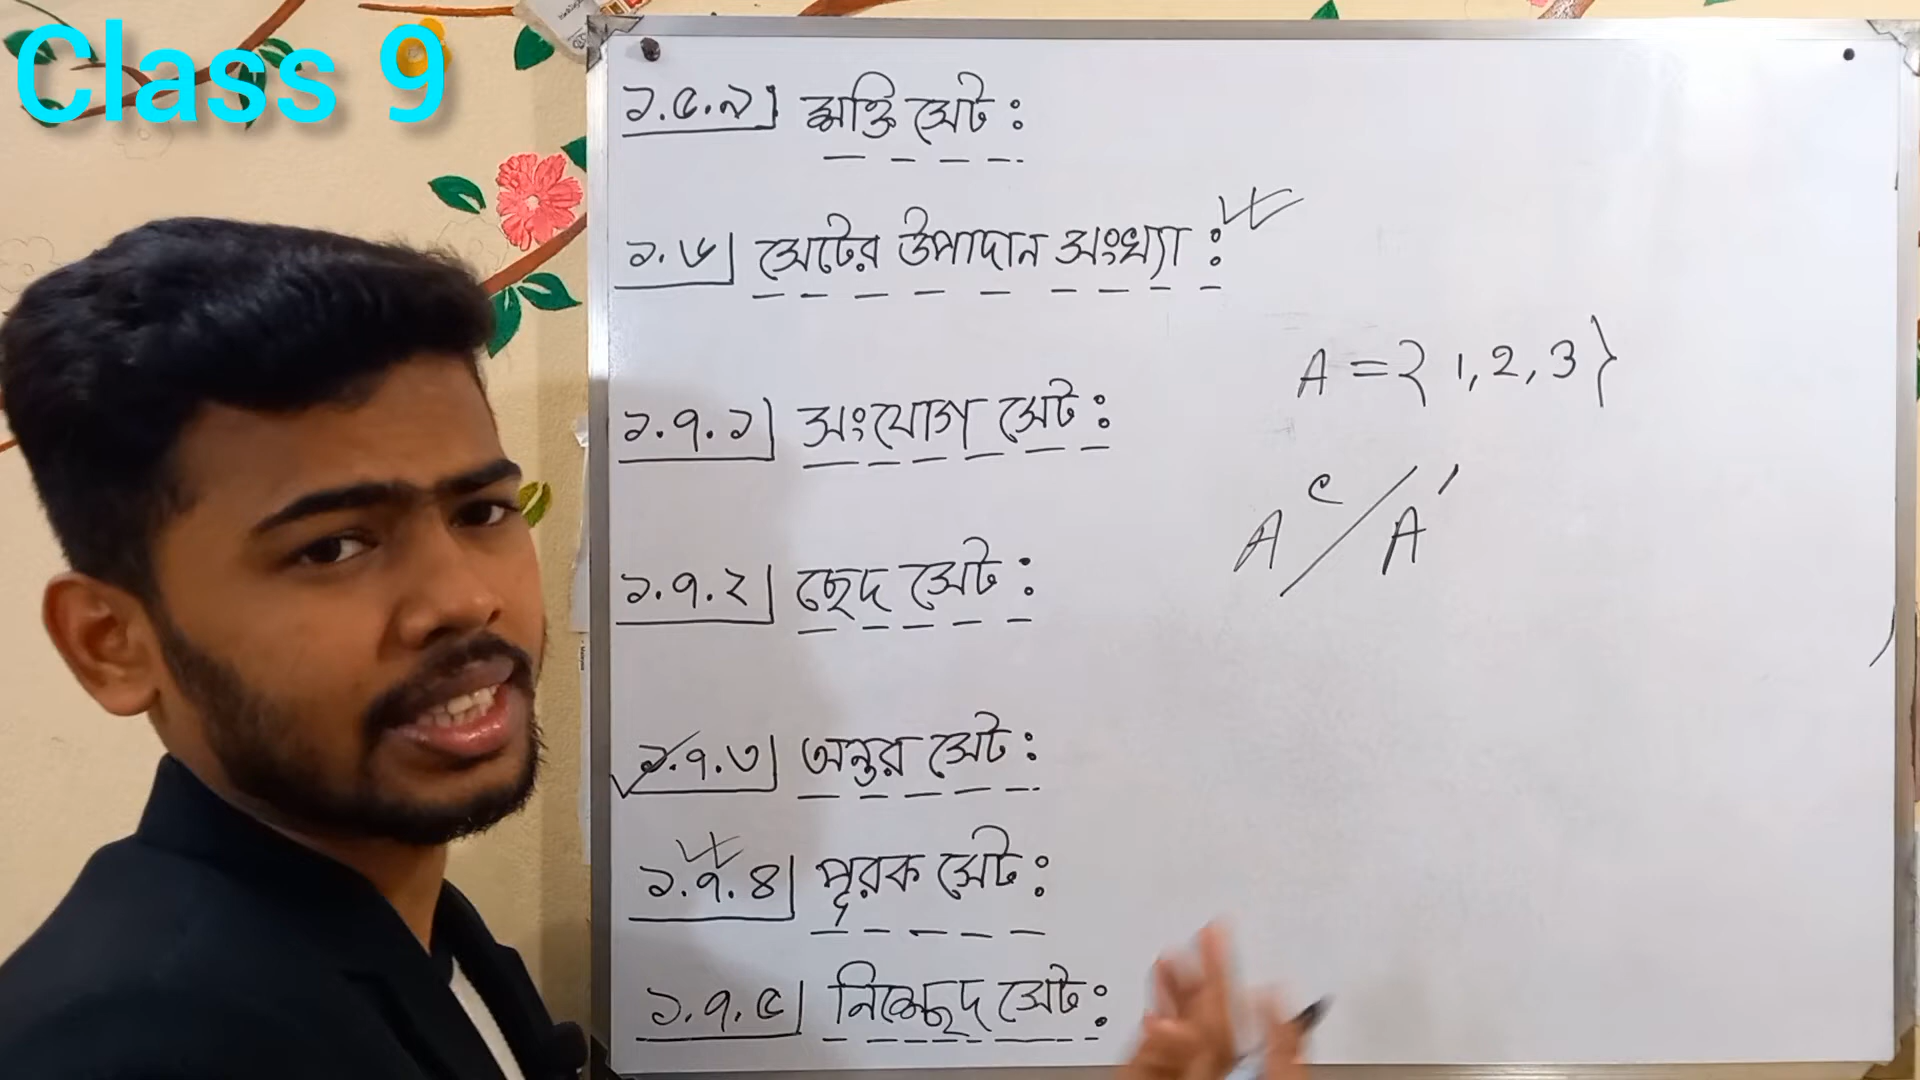 Class 9
১.৫.৯| শক্তি সেট :
১.৬| সেটের উপাদান সংখ্যা :
১.৭.১| সংযোগ সেট :
A = { 1, 2, 3 }
A^c / A'
১.৭.২| ছেদ সেট :
১.৭.৩| অন্তর সেট :
১.৭.৪| পূরক সেট :
১.৭.৫| নিশ্ছেদ সেট :